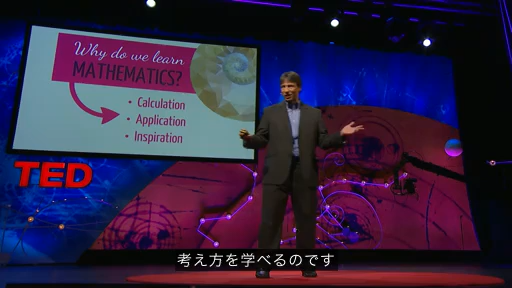 Why do we learn
MATHEMATICS?
• Calculation
• Application
• Inspiration
TED
考え方を学べるのです